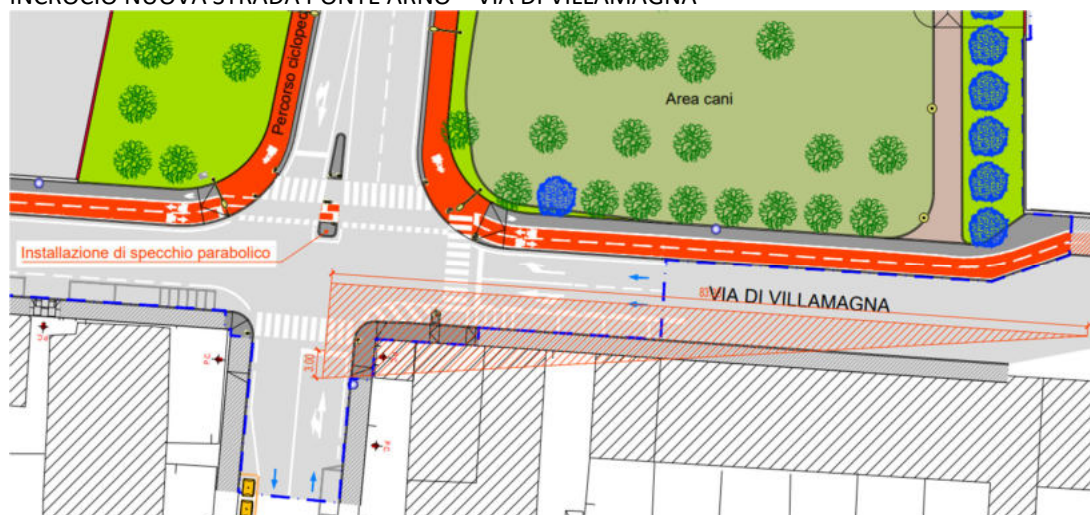 INCROCIO NUOVA STRADA PONTE ARNO – VIA DI VILLAMAGNA
Percorso cicloped
Area cani
Installazione di specchio parabolico
VIA DI VILLAMAGNA
3.00
P.C
P.C